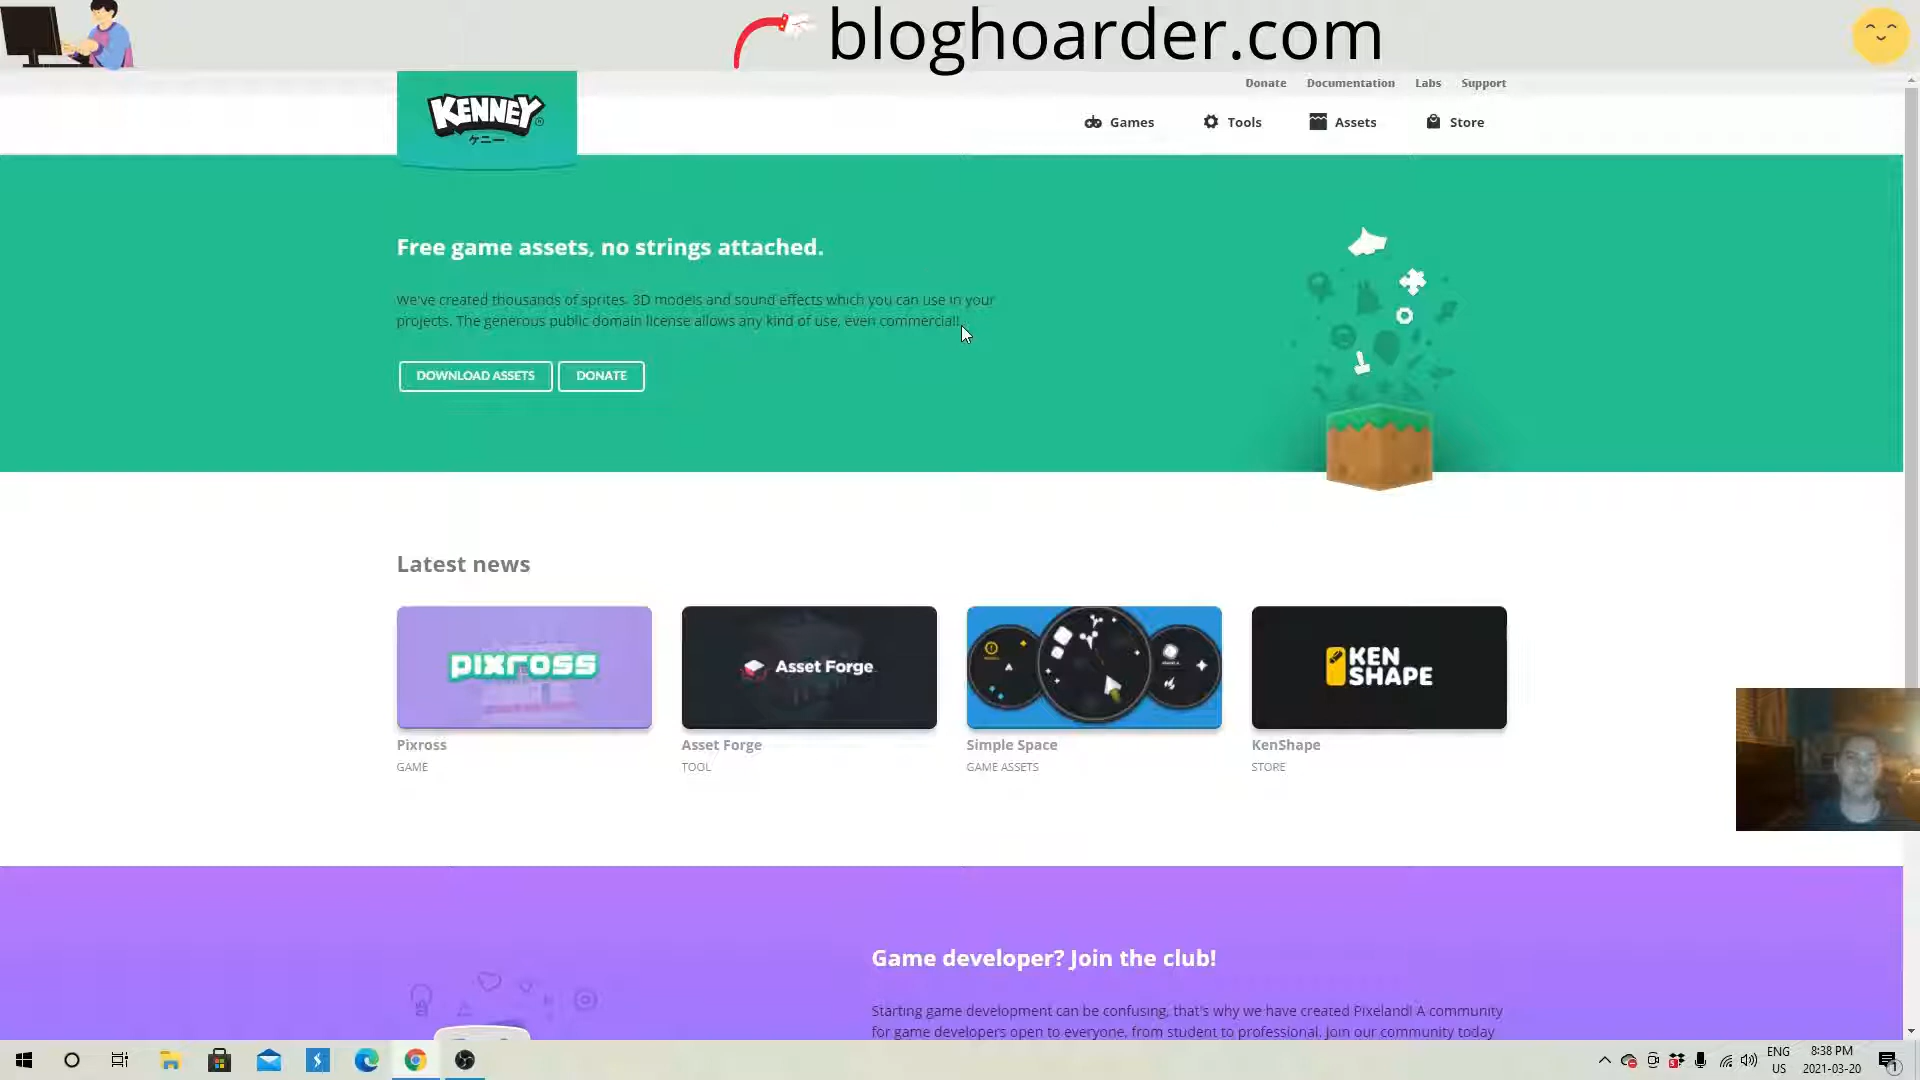 bloghoarder.com
Donate Documentation Labs Support
KENNEY®
ケニー
Games Tools Assets Store
Free game assets, no strings attached.
We've created thousands of sprites, 3D models and sound effects which you can use in your
projects. The generous public domain license allows any kind of use, even commercial!
DOWNLOAD ASSETS DONATE
Latest news
PIXROSS
Asset Forge
KEN
SHAPE
Pixross
GAME
Asset Forge
TOOL
Simple Space
GAME ASSETS
KenShape
STORE
Game developer? Join the club!
Starting game development can be confusing, that's why we have created Pixeland! A community
for game developers open to everyone, from student to professional. Join our community today
ENG
US
8:38 PM
2021-03-20
1